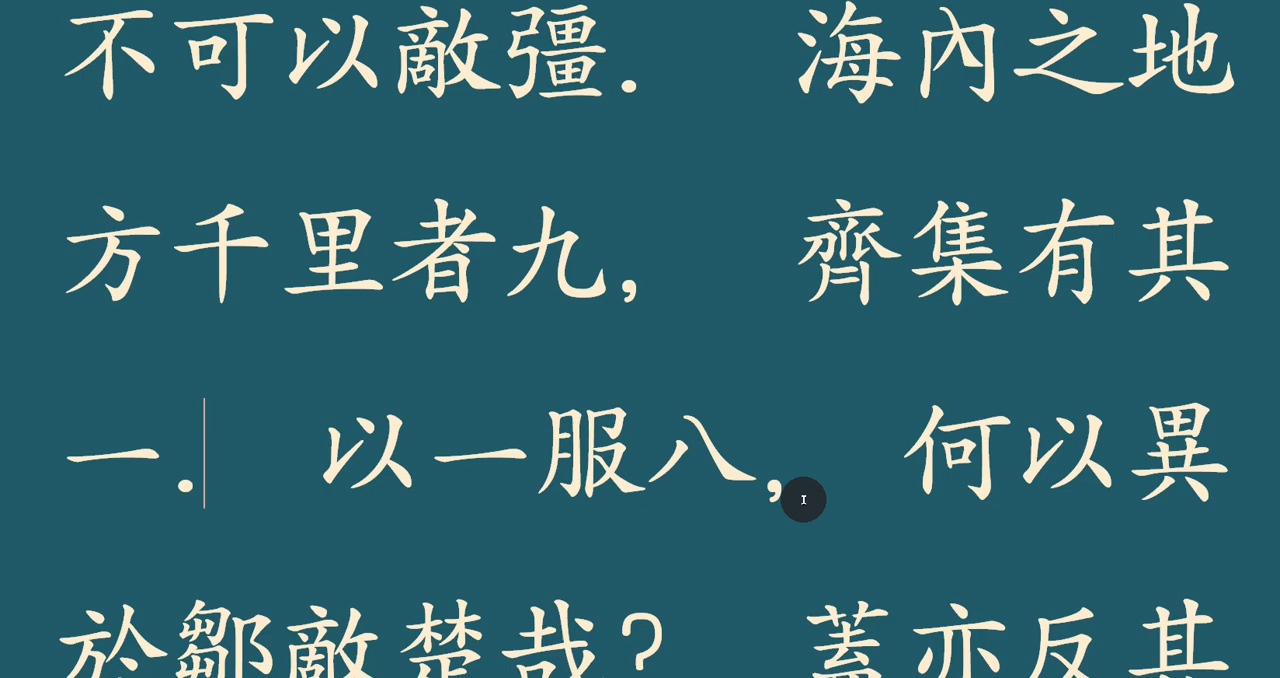 不可以敵彊. 海內之地
方千里者九, 齊集有其
一. 以一服八, 何以異
於鄒敵楚哉? 蓋亦反其